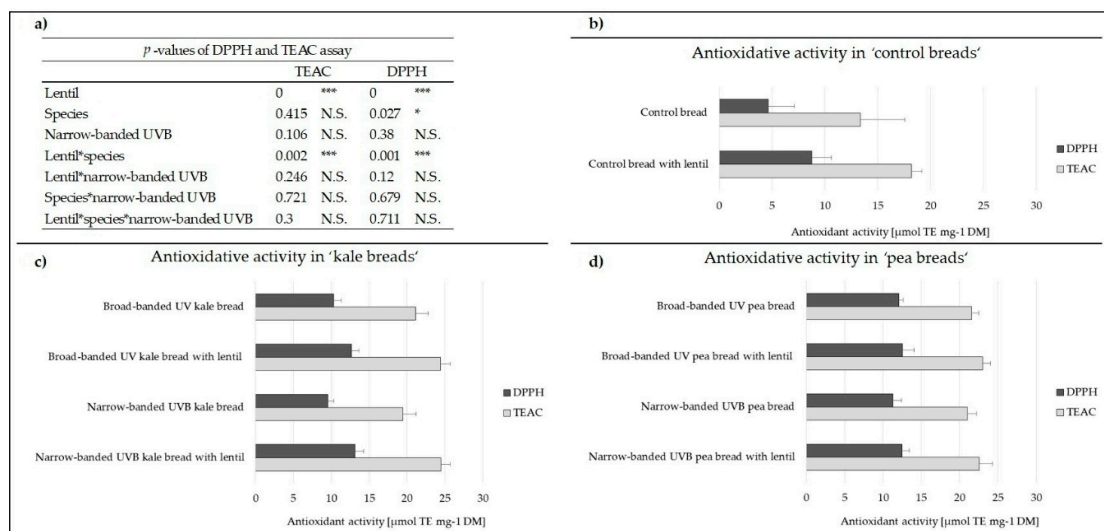 a)
p-values of DPPH and TEAC assay
TEAC DPPH
Lentil 0 *** 0 ***
Species 0.415 N.S. 0.027 *
Narrow-banded UVB 0.106 N.S. 0.38 N.S.
Lentil*species 0.002 *** 0.001 ***
Lentil*narrow-banded UVB 0.246 N.S. 0.12 N.S.
Species*narrow-banded UVB 0.721 N.S. 0.679 N.S.
Lentil*species*narrow-banded UVB 0.3 N.S. 0.711 N.S.
b)
Antioxidative activity in ‘control breads‘
Control bread
Control bread with lentil
DPPH
TEAC
0 5 10 15 20 25 30
Antioxidant activity [µmol TE mg-1 DM]
c)
Antioxidative activity in ‘kale breads‘
Broad-banded UV kale bread
Broad-banded UV kale bread with lentil
Narrow-banded UVB kale bread
Narrow-banded UVB kale bread with lentil
DPPH
TEAC
0 5 10 15 20 25 30
Antioxidant activity [µmol TE mg-1 DM]
d)
Antioxidative activity in ‘pea breads‘
Broad-banded UV pea bread
Broad-banded UV pea bread with lentil
Narrow-banded UVB pea bread
Narrow-banded UVB pea bread with lentil
DPPH
TEAC
0 5 10 15 20 25 30
Antioxidant activity [µmol TE mg-1 DM]